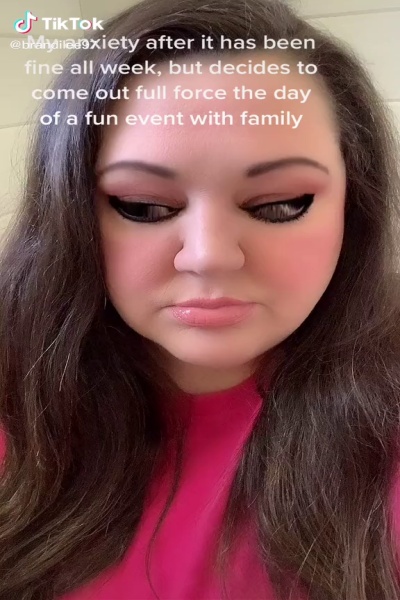 TikTok
My anxiety after it has been
fine all week, but decides to
come out full force the day
of a fun event with family